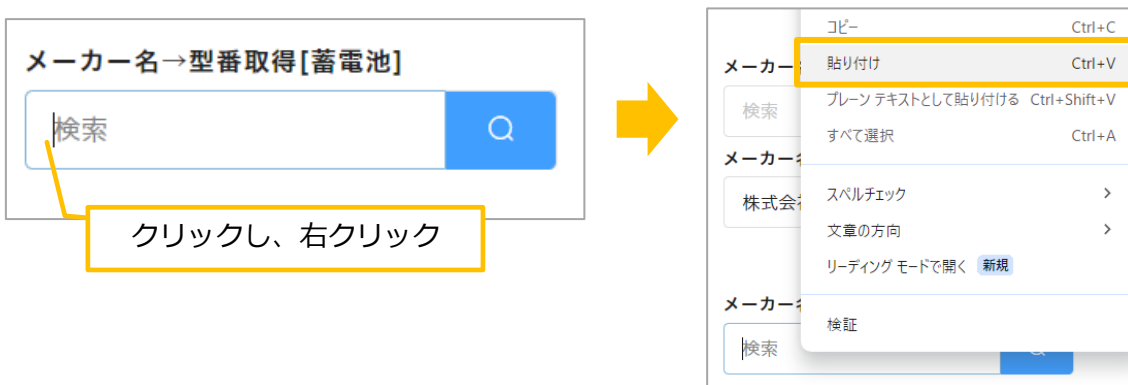 メーカー名→型番取得[蓄電池]
検索
クリックし、右クリック
コピー Ctrl+C
メーカー
貼り付け Ctrl+V
検索
プレーン テキストとして貼り付ける Ctrl+Shift+V
すべて選択 Ctrl+A
メーカー名
株式会
スペルチェック
文章の方向
リーディング モードで開く 新規
メーカー名
検証
検索